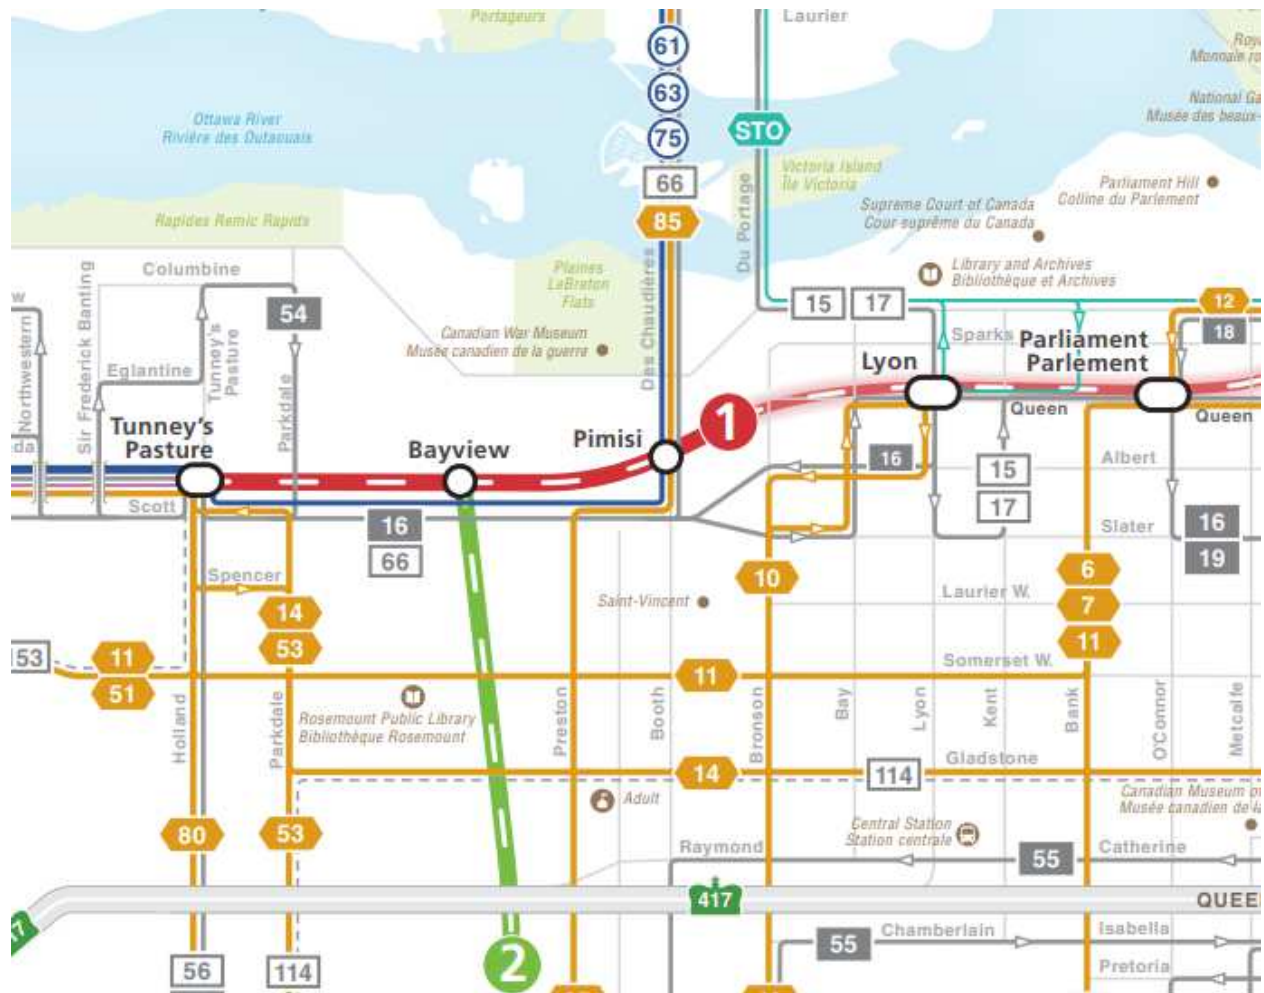 Portageurs
Laurier
61
63
75
66
85
STO
Ottawa River
Rivière des Outaouais
Rapides Remic Rapids
Victoria Island
Île Victoria
Du Portage
Parliament Hill
Colline du Parlement
Supreme Court of Canada
Cour suprême du Canada
Library and Archives
Bibliothèque et Archives
Plaines
LeBreton
Flats
Des Chaudières
Canadian War Museum
Musée canadien de la guerre
Columbine
54
Sir Frederick Banting
Tunney's
Pasture
Parkdale
Eglantine
Northwestern
15
17
12
18
Sparks
Parliament
Parlement
Lyon
Queen
Queen
Tunney's
Pasture
Bayview
Pimisi
1
Scott
16
66
16
15
17
Albert
Slater
16
19
Spencer
14
53
10
6
7
11
Saint-Vincent
Laurier W.
Somerset W.
153
11
51
11
Rosemount Public Library
Bibliothèque Rosemount
Holland
Parkdale
Preston
Booth
Bronson
Bay
Lyon
Kent
Bank
O'Connor
Metcalfe
14
114
Gladstone
Adult
80
53
Central Station
Station centrale
Canadian Museum o
Musée canadien de la
Raymond
55
Catherine
417
QUEE
2
56
114
55
Chamberlain
Isabella
Pretoria